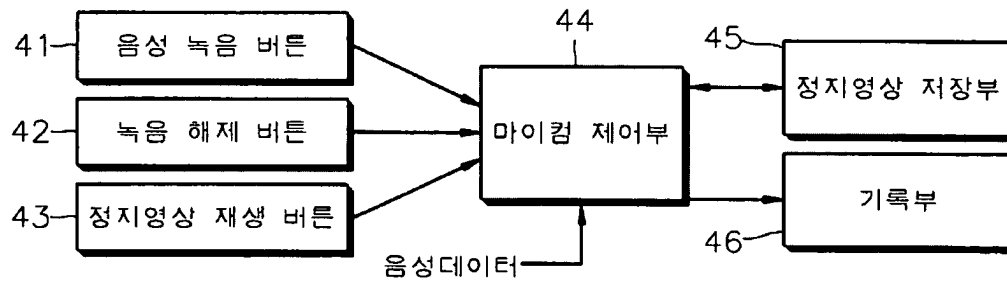 41
음성 녹음 버튼
42
녹음 해제 버튼
43
정지영상 재생 버튼
44
마이컴 제어부
음성데이터
45
정지영상 저장부
기록부
46